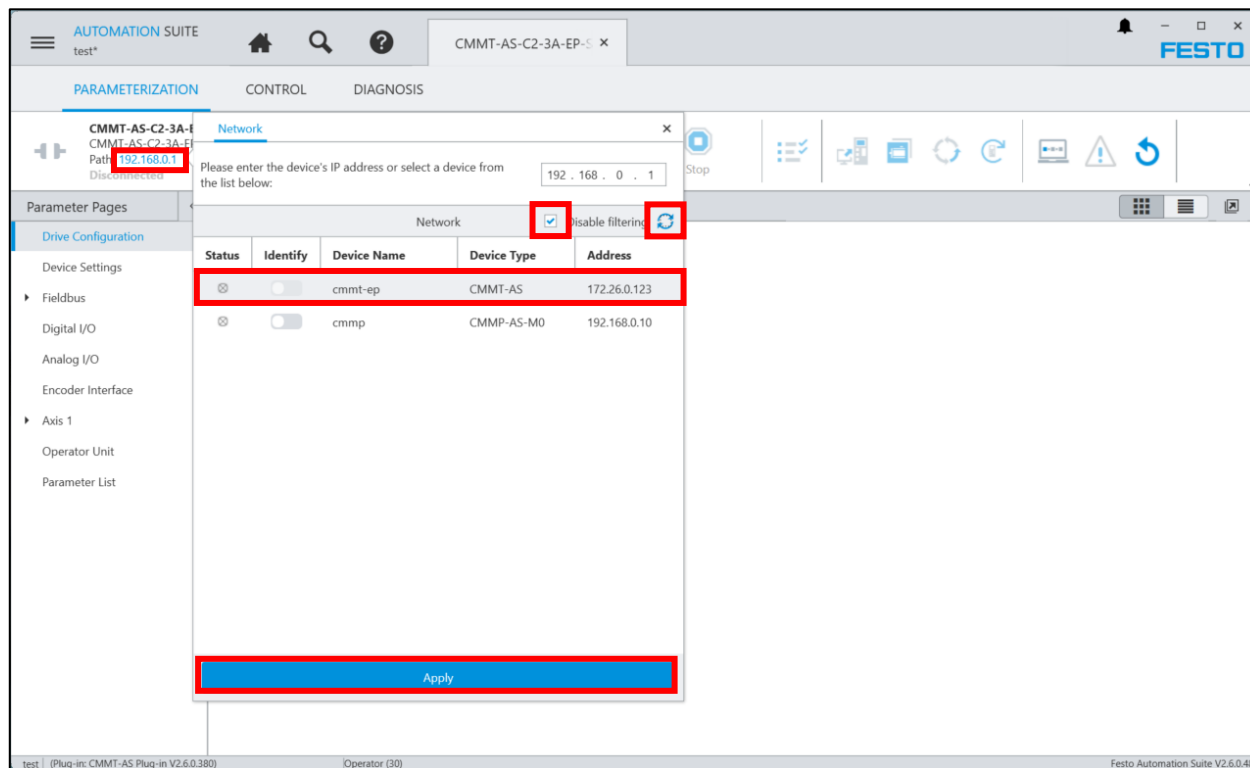 AUTOMATION SUITE
test*
CMMT-AS-C2-3A-EP-S
FESTO
PARAMETERIZATION
CONTROL
DIAGNOSIS
CMMT-AS-C2-3A-E
CMMT-AS-C2-3A-EP
Path 192.168.0.1
Disconnected
Network
Please enter the device's IP address or select a device from
the list below:
192 . 168 . 0 . 1
Stop
Parameter Pages
Network
Disable filtering
Drive Configuration
Device Settings
Fieldbus
Digital I/O
Analog I/O
Encoder Interface
Axis 1
Operator Unit
Parameter List
Status Identify Device Name Device Type Address
cmmt-ep CMMT-AS 172.26.0.123
cmmp CMMP-AS-M0 192.168.0.10
Apply
test (Plug-in: CMMT-AS Plug-in V2.6.0.380) Operator (30) Festo Automation Suite V2.6.0.48